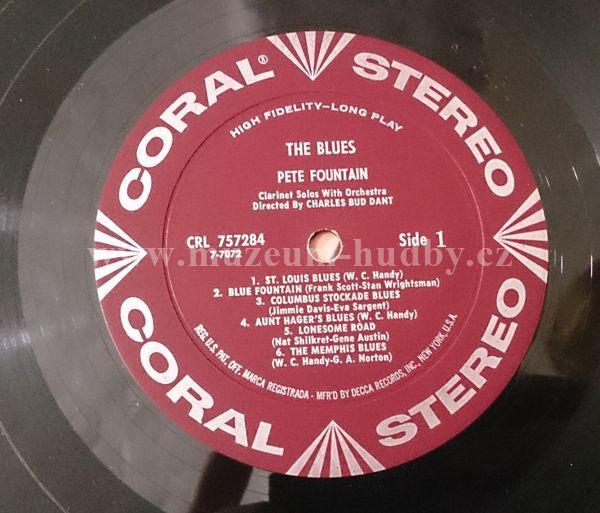 CORAL® STEREO
HIGH FIDELITY—LONG PLAY
THE BLUES
PETE FOUNTAIN
Clarinet Solos With Orchestra
Directed By CHARLES BUD DANT
CRL 757284 Side 1
7-7072
www.muzeum-hudby.cz
1. ST. LOUIS BLUES (W. C. Handy)
2. BLUE FOUNTAIN (Frank Scott-Stan Wrightsman)
3. COLUMBUS STOCKADE BLUES
(Jimmie Davis-Eva Sargent)
4. AUNT HAGER'S BLUES (W. C. Handy)
5. LONESOME ROAD
(Nat Shilkret-Gene Austin)
6. THE MEMPHIS BLUES
(W. C. Handy-G. A. Norton)
REG. U.S. PAT. OFF. MARCA REGISTRADA - MFR'D BY DECCA RECORDS, INC., NEW YORK, U.S.A.
CORAL STEREO